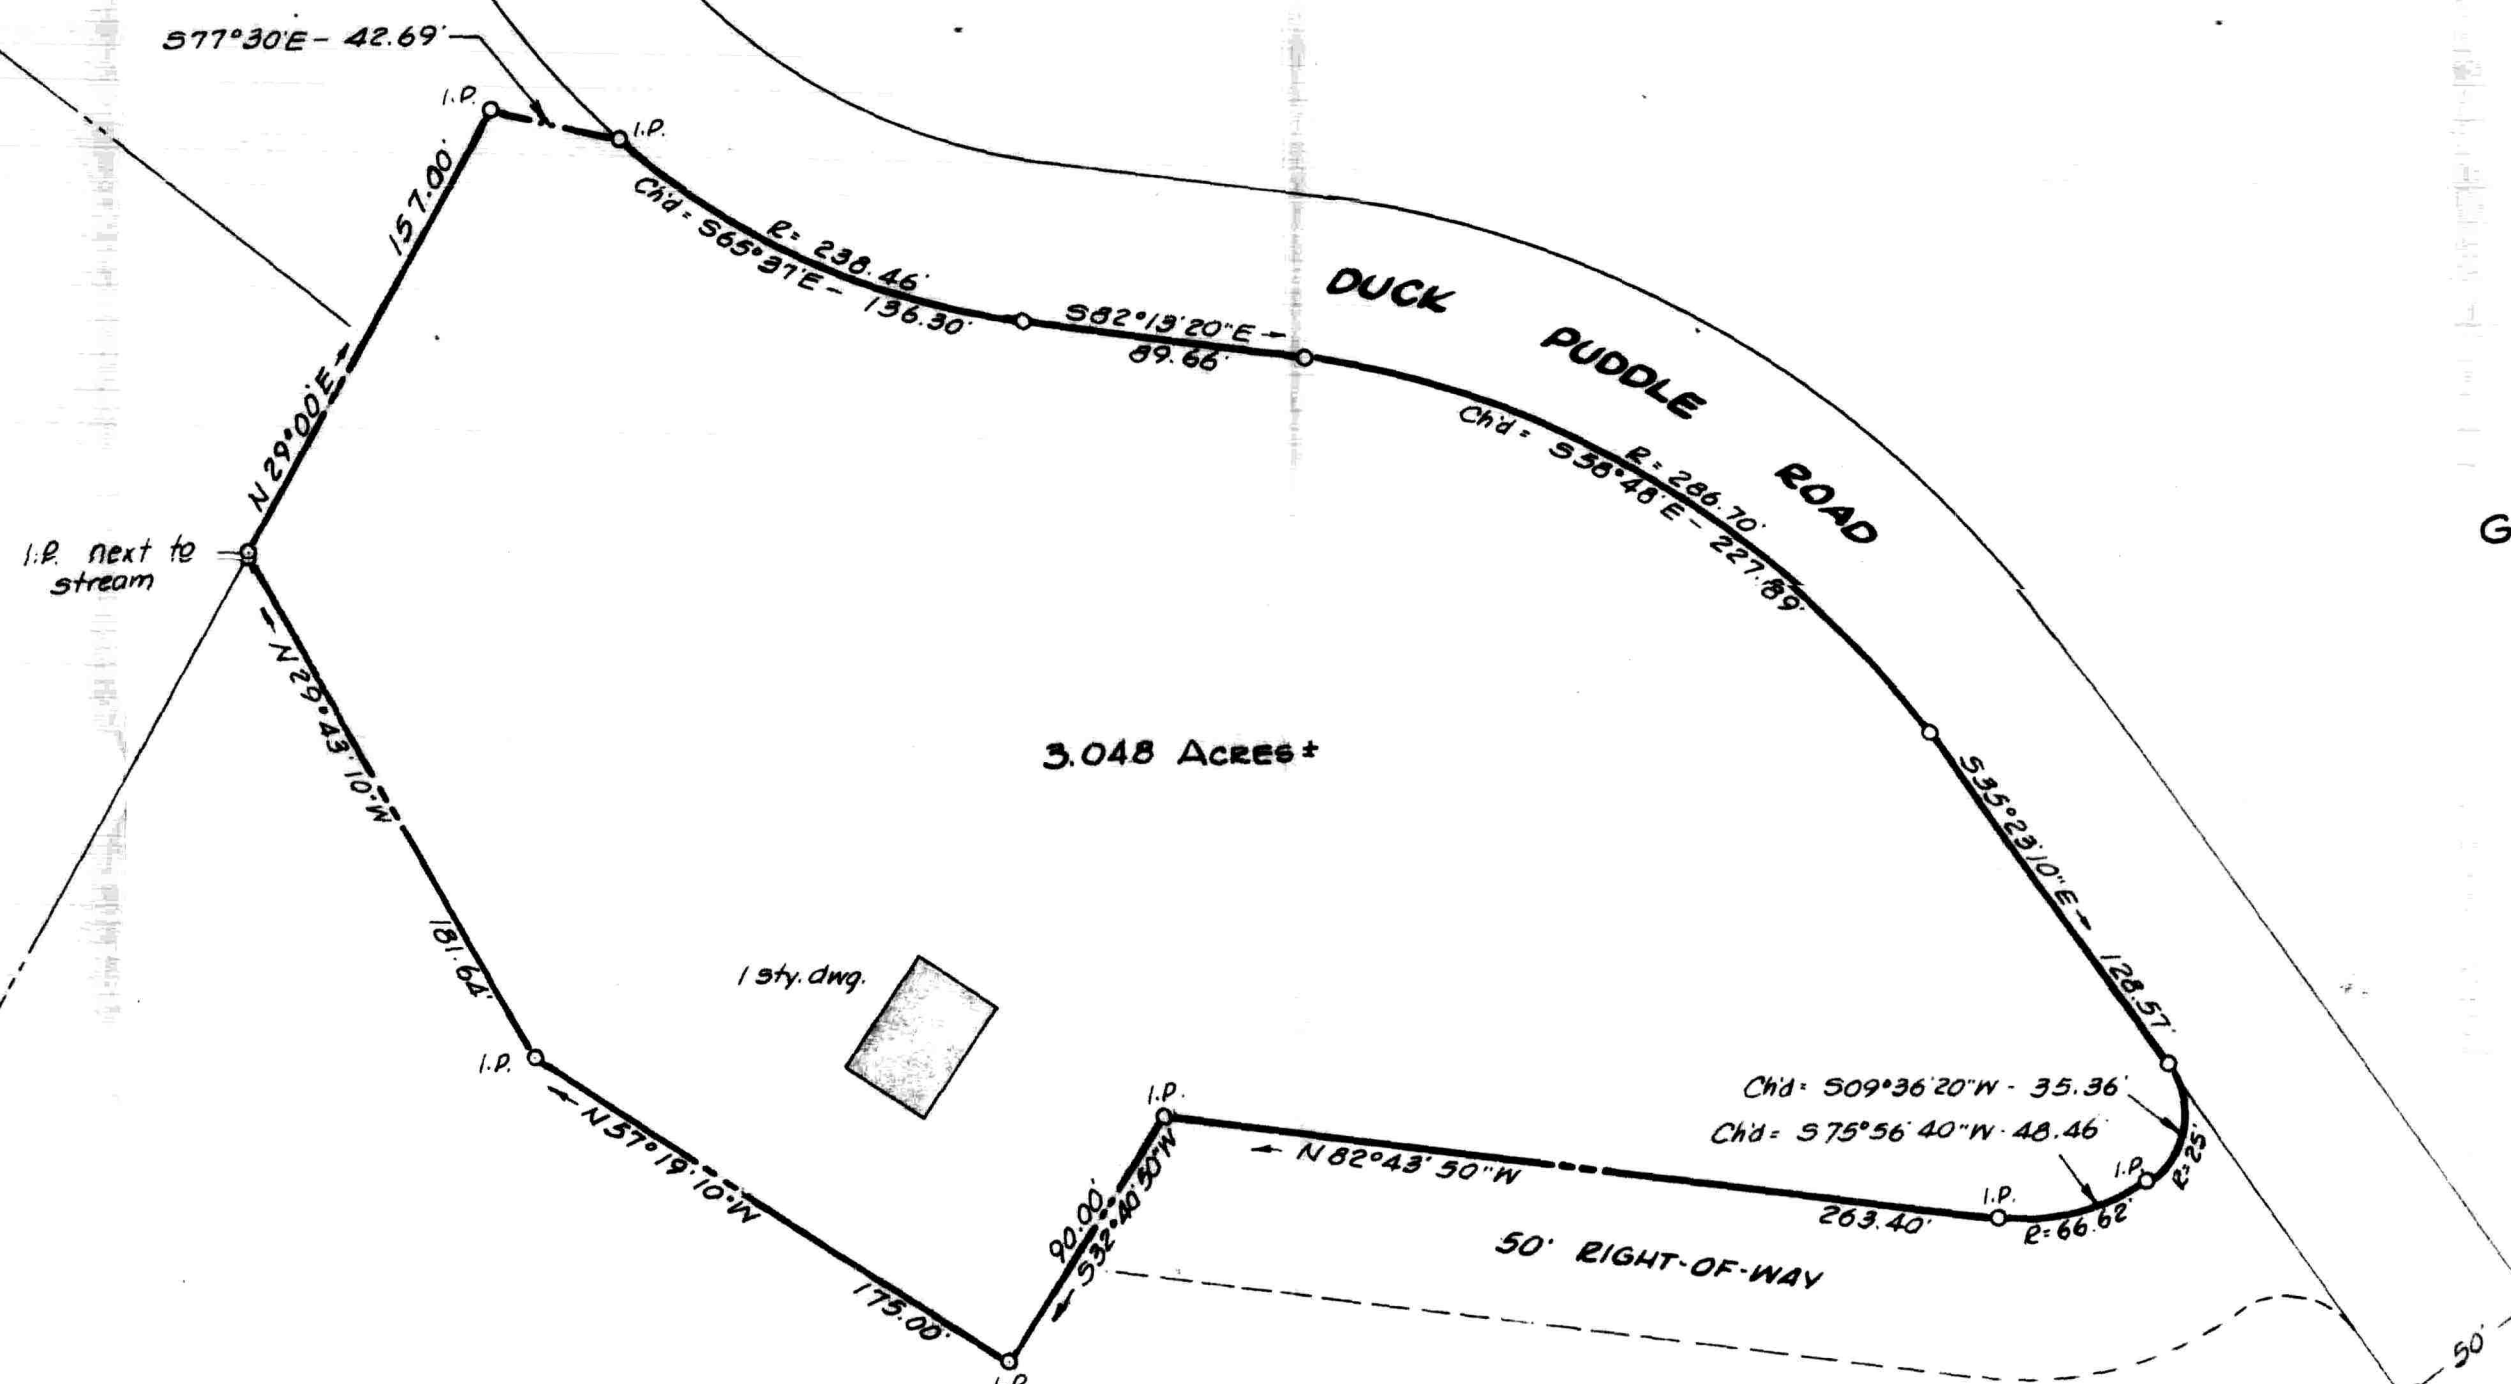 S77°30'E - 42.69'
I.P.
I.P.
157.00'
N 29°00'E
Ch'd = S65°37'E - 136.30'
R = 238.46'
S82°13'20"E
89.66'
DUCK PUDDLE ROAD
Ch'd = S58°48'E - 227.89'
R = 286.70'
G
I.P. next to
stream
N 29°43'10"W
181.64'
3.048 ACRES ±
S35°23'10"E
128.57'
1 sty. dwg.
I.P.
N 57°19'10"W
175.00'
I.P.
90.00'
S32°40'50"W
I.P.
N 82°43'50"W
263.40'
Ch'd = S09°36'20"W - 35.36'
Ch'd = S75°56'40"W - 48.46'
R=25'
I.P.
I.P.
R=66.62'
50' RIGHT-OF-WAY
50'